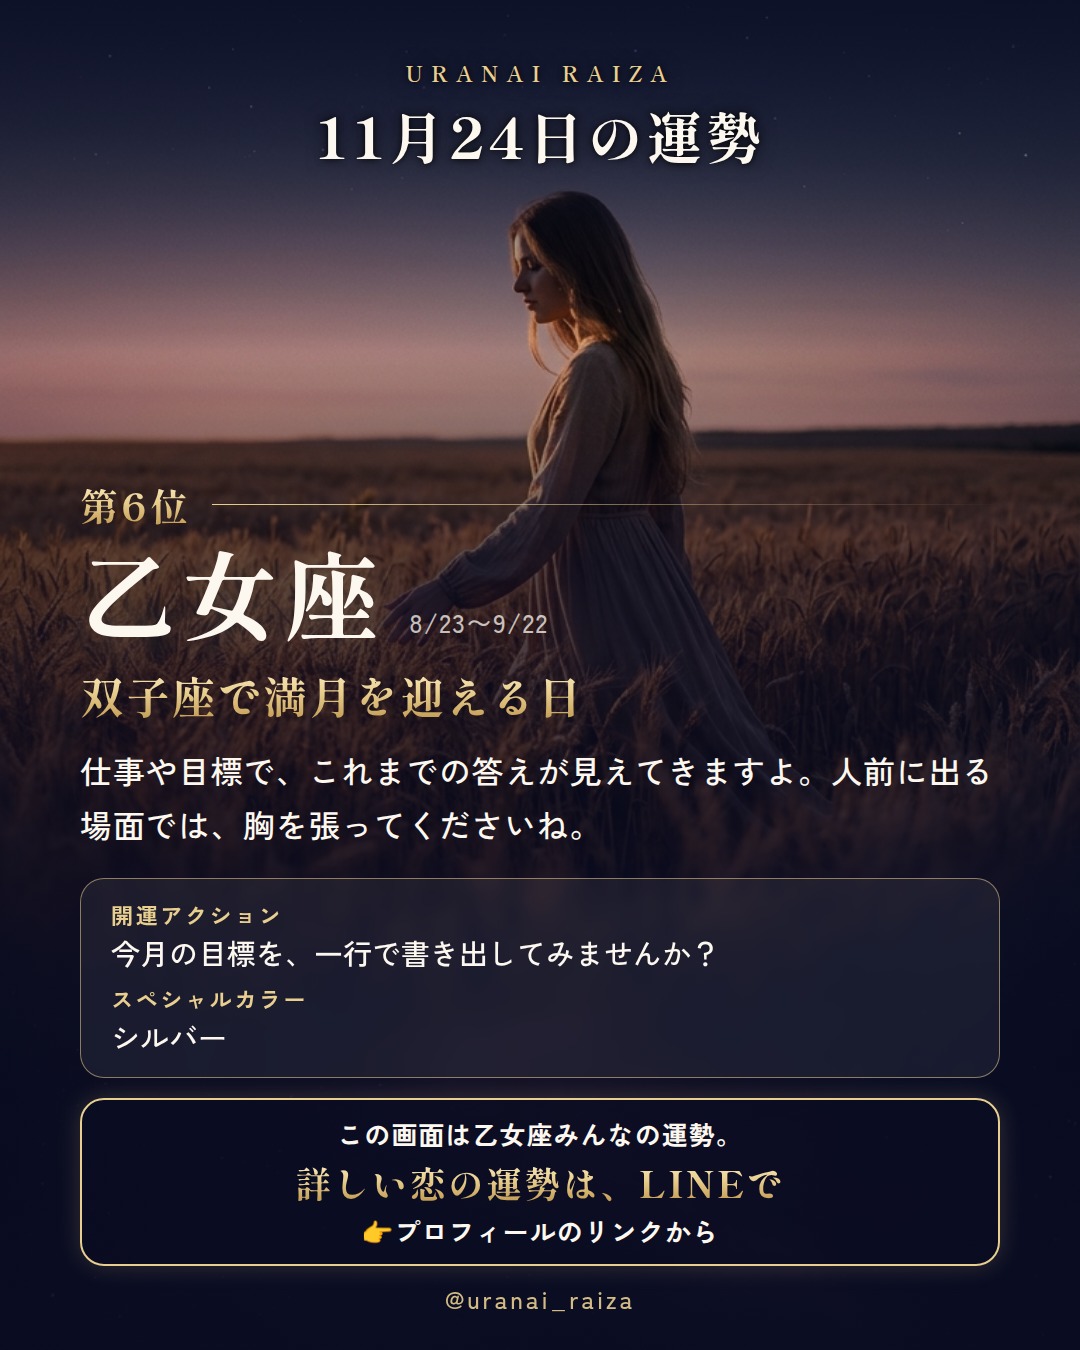 URANAI RAIZA
11月24日の運勢
第6位
乙女座 8/23〜9/22
双子座で満月を迎える日
仕事や目標で、これまでの答えが見えてきますよ。人前に出る
場面では、胸を張ってくださいね。
開運アクション
今月の目標を、一行で書き出してみませんか？
スペシャルカラー
シルバー
この画面は乙女座みんなの運勢。
詳しい恋の運勢は、LINEで
👉プロフィールのリンクから
@uranai_raiza